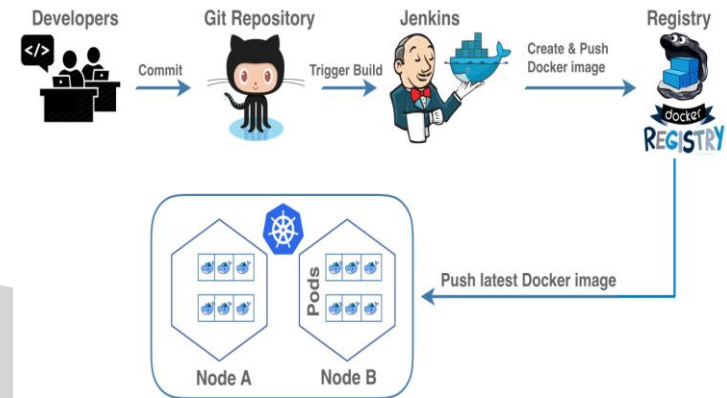 Developers
Git Repository
Jenkins
Registry
</>
Commit
Trigger Build
Create & Push
Docker image
docker
REGISTRY
Push latest Docker image
Pods
Node A
Node B